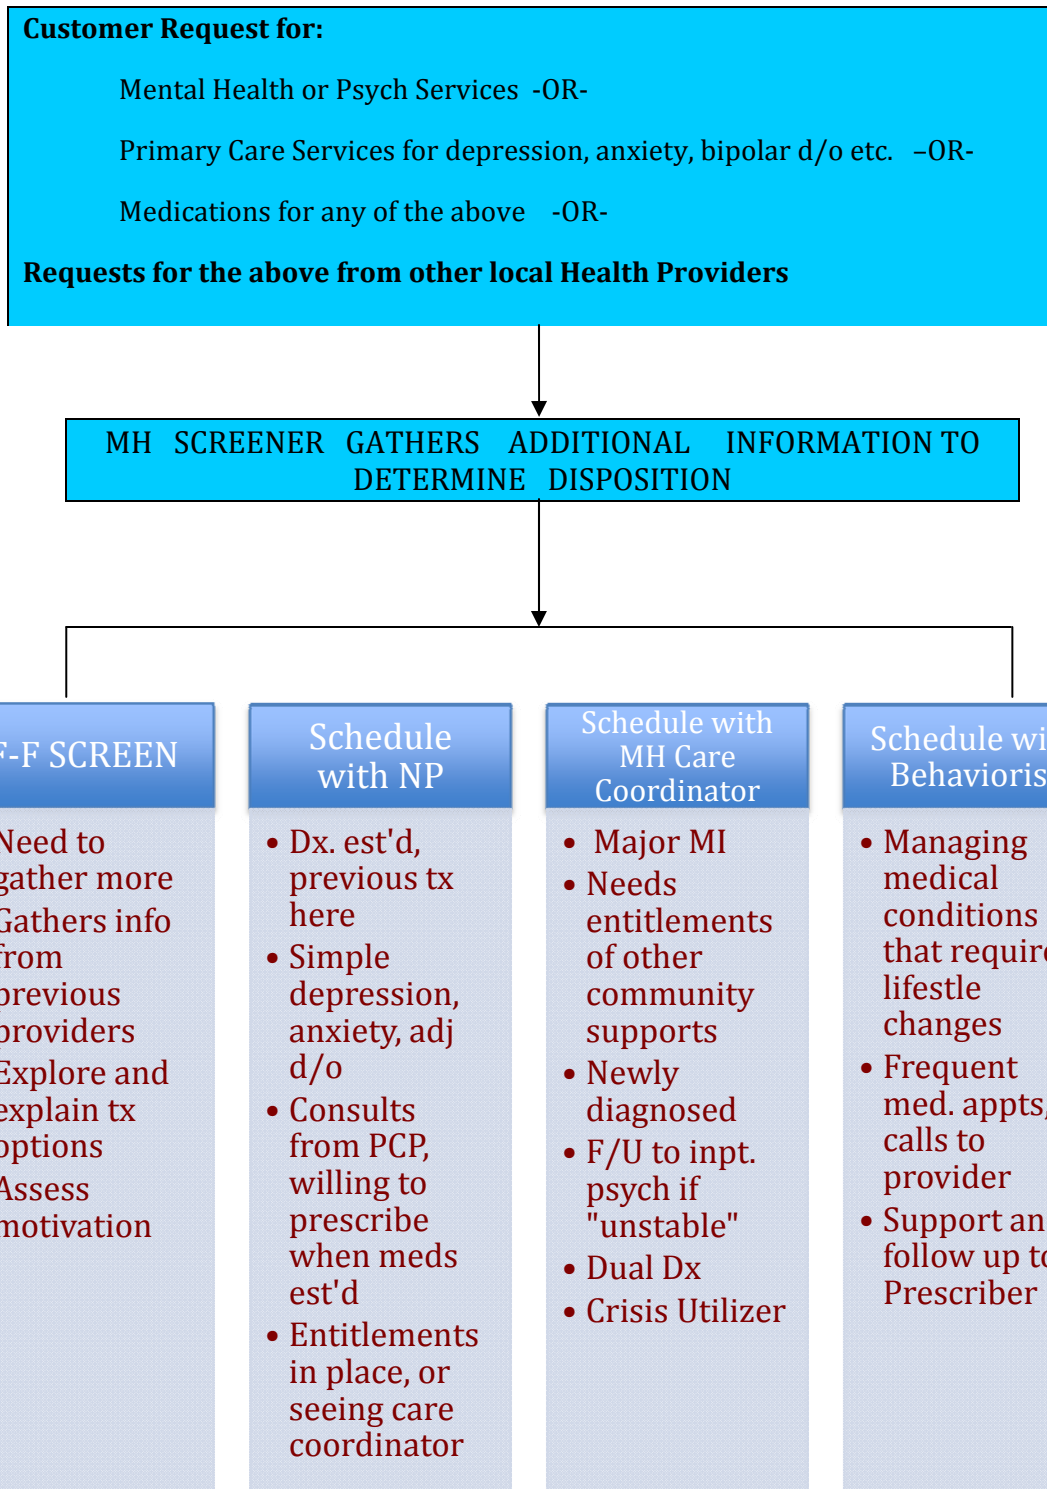 Customer Request for:
Mental Health or Psych Services -OR-
Primary Care Services for depression, anxiety, bipolar d/o etc. –OR-
Medications for any of the above -OR-
Requests for the above from other local Health Providers
MH SCREENER GATHERS ADDITIONAL INFORMATION TO
DETERMINE DISPOSITION
F-F SCREEN
Need to
gather more
Gathers info
from
previous
providers
Explore and
explain tx
options
Assess
motivation
Schedule
with NP
• Dx. est'd,
previous tx
here
• Simple
depression,
anxiety, adj
d/o
• Consults
from PCP,
willing to
prescribe
when meds
est'd
• Entitlements
in place, or
seeing care
coordinator
Schedule with
MH Care
Coordinator
• Major MI
• Needs
entitlements
of other
community
supports
• Newly
diagnosed
• F/U to inpt.
psych if
"unstable"
• Dual Dx
• Crisis Utilizer
Schedule wi
Behavioris
• Managing
medical
conditions
that require
lifestle
changes
• Frequent
med. appts,
calls to
provider
• Support an
follow up to
Prescriber